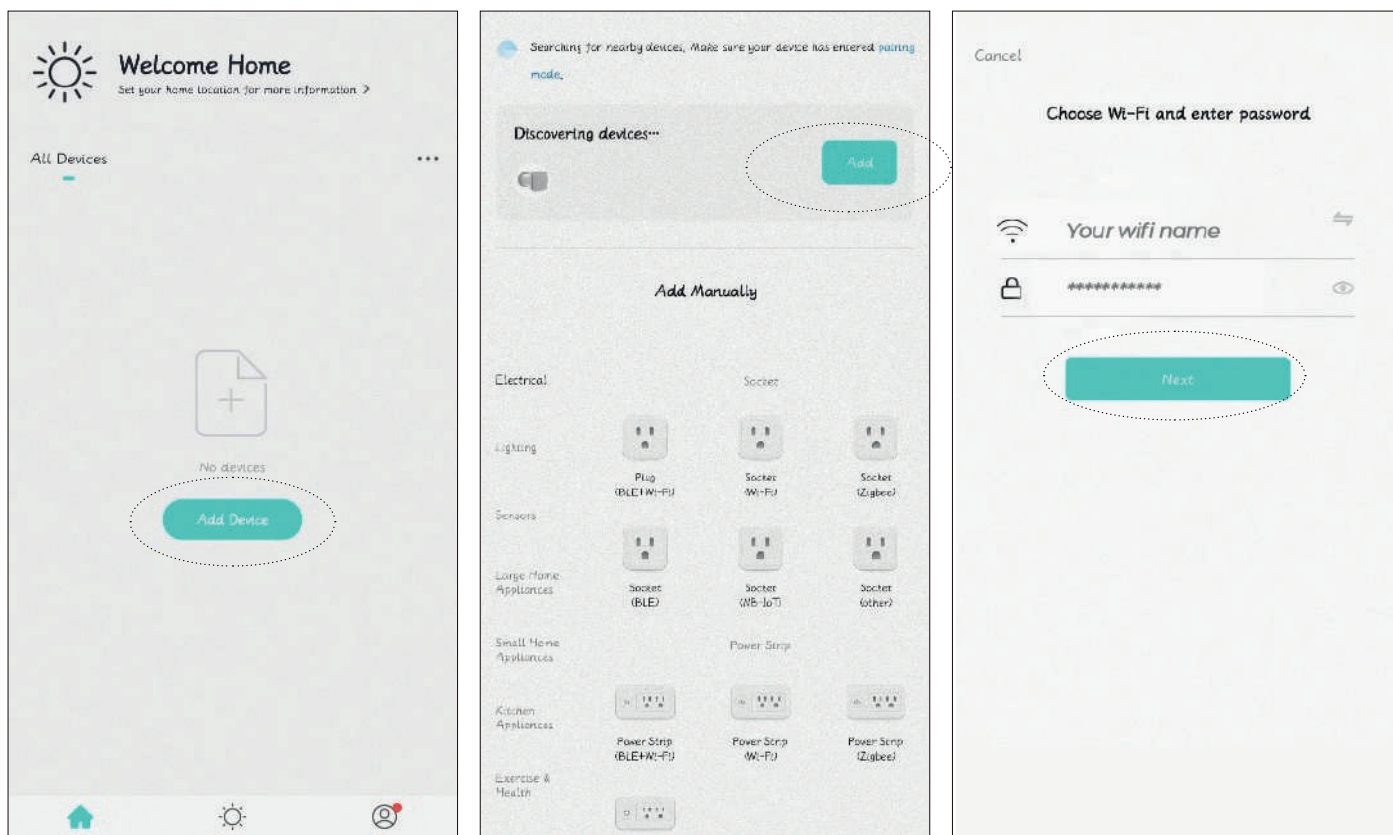 Welcome Home
Set your home location for more information >
All Devices
No devices
Add Device
Searching for nearby devices, Make sure your device has entered pairing
mode.
Discovering devices...
Add
Add Manually
Electrical
Socket
Lighting
Plug
(BLE+Wi-Fi)
Socket
(Wi-Fi)
Socket
(Zigbee)
Sensors
Large Home
Appliances
Socket
(BLE)
Socket
(NB-IoT)
Socket
(other)
Small Home
Appliances
Power Strip
Kitchen
Appliances
Power Strip
(BLE+Wi-Fi)
Power Strip
(Wi-Fi)
Power Strip
(Zigbee)
Exercise &
Health
Cancel
Choose Wi-Fi and enter password
Your wifi name
***********
Next